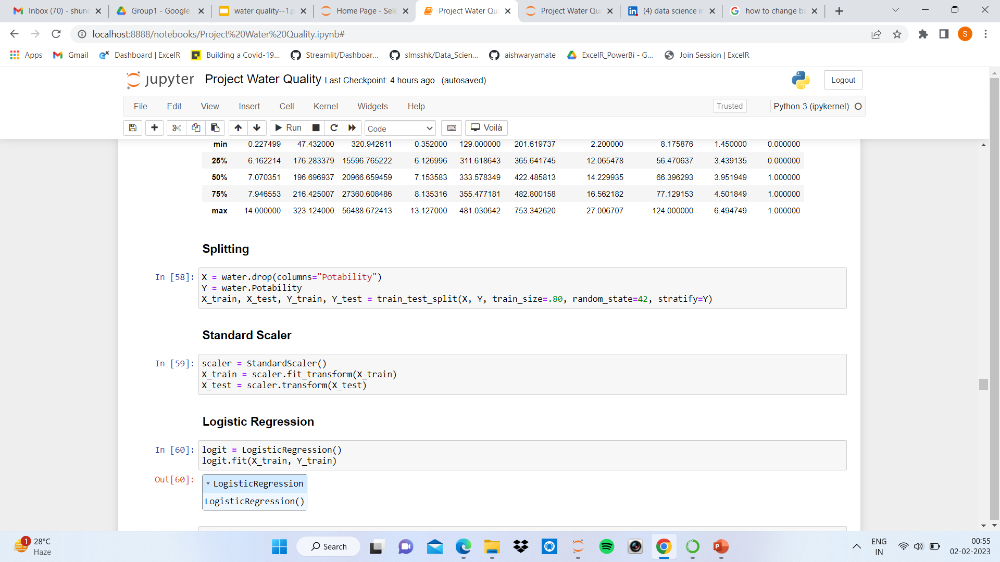 Inbox (70) - shun
Group1 - Google
water quality--1.p
Home Page - Sele
Project Water Qu
Project Water Qu
(4) data science in
how to change ba
localhost:8888/notebooks/Project%20Water%20Quality.ipynb#
S
Apps
Gmail
Dashboard | ExcelR
Building a Covid-19...
Streamlit/Dashboar...
slmsshk/Data_Scien...
aishwaryamate
ExcelR_PowerBi - G...
Join Session | ExcelR
jupyter Project Water Quality Last Checkpoint: 4 hours ago (autosaved)
Logout
File Edit View Insert Cell Kernel Widgets Help
Trusted
Python 3 (ipykernel)
Run
Code
Voilà
min 0.227499 47.432000 320.942611 0.352000 129.000000 201.619737 2.200000 8.175876 1.450000 0.000000
25% 6.162214 176.283379 15596.765222 6.126996 311.618643 365.641745 12.065478 56.470637 3.439135 0.000000
50% 7.070351 196.696937 20966.659459 7.153583 333.578349 422.485813 14.229935 66.396293 3.951949 1.000000
75% 7.946553 216.425007 27360.608486 8.135316 355.477181 482.800158 16.562182 77.129153 4.501849 1.000000
max 14.000000 323.124000 56488.672413 13.127000 481.030642 753.342620 27.006707 124.000000 6.494749 1.000000
Splitting
In [58]: X = water.drop(columns="Potability")
Y = water.Potability
X_train, X_test, Y_train, Y_test = train_test_split(X, Y, train_size=.80, random_state=42, stratify=Y)
Standard Scaler
In [59]: scaler = StandardScaler()
X_train = scaler.fit_transform(X_train)
X_test = scaler.transform(X_test)
Logistic Regression
In [60]: logit = LogisticRegression()
logit.fit(X_train, Y_train)
Out[60]: LogisticRegression
LogisticRegression()
1
28°C
Haze
Search
ENG
IN
00:55
02-02-2023